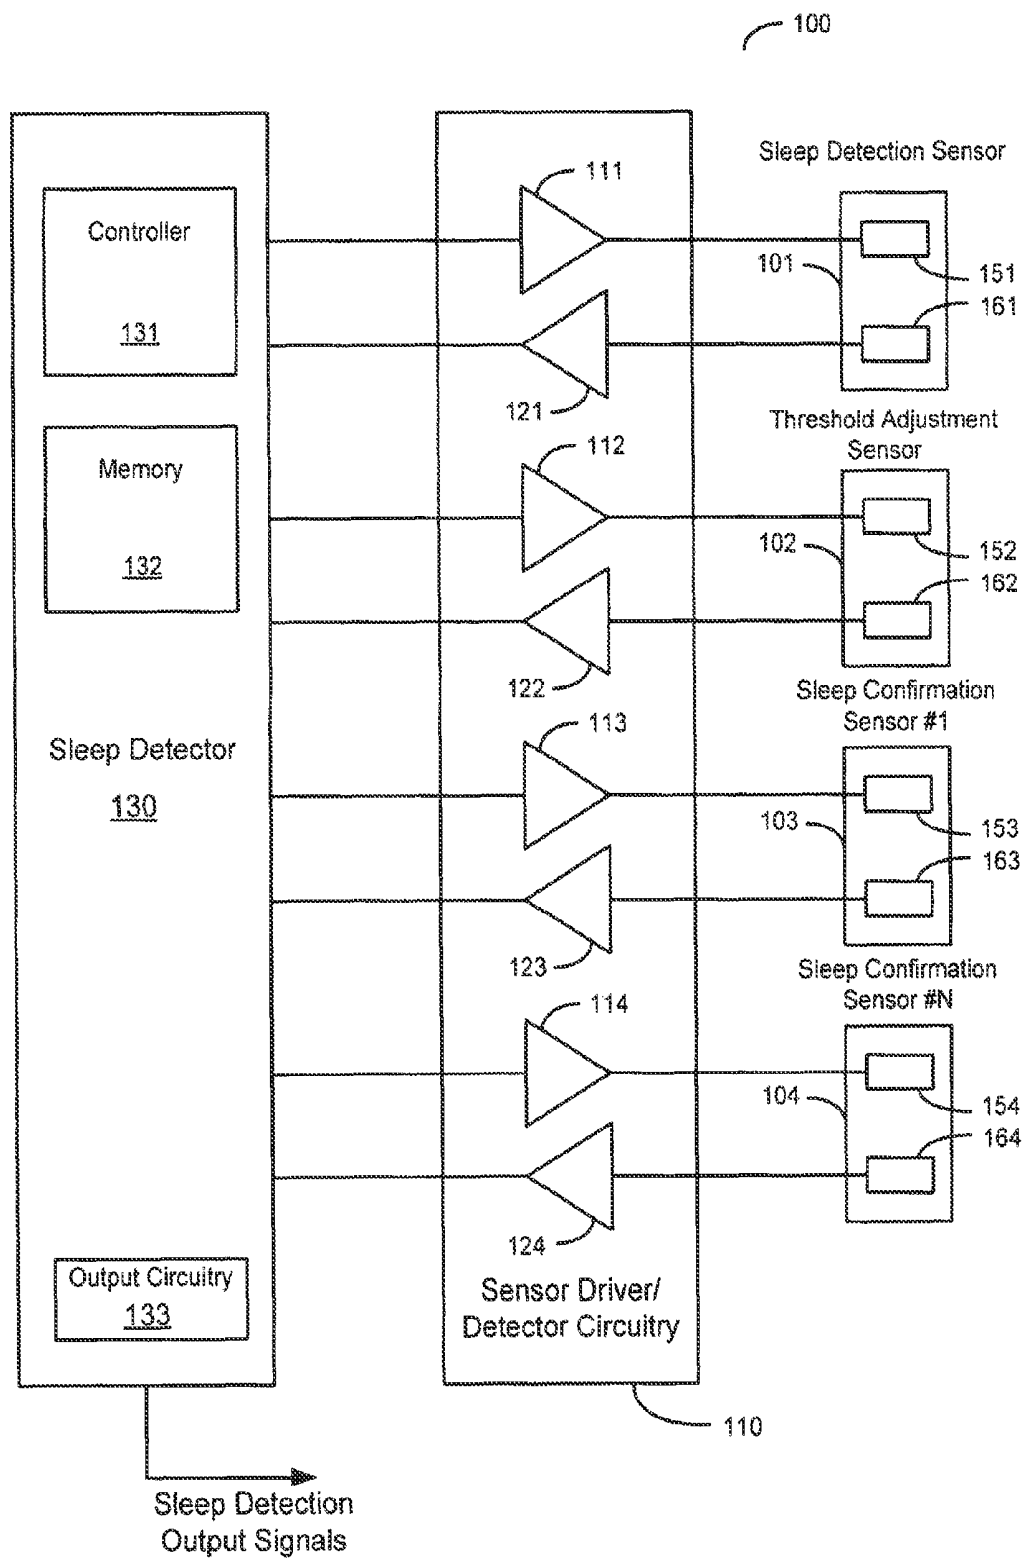 100
Sleep Detection Sensor
111
Controller
131
101
151
161
121
Threshold Adjustment
Sensor
112
Memory
132
102
152
162
122
Sleep Confirmation
Sensor #1
113
Sleep Detector
130
103
153
163
123
Sleep Confirmation
Sensor #N
114
104
154
164
124
Output Circuitry
133
Sensor Driver/
Detector Circuitry
110
Sleep Detection
Output Signals